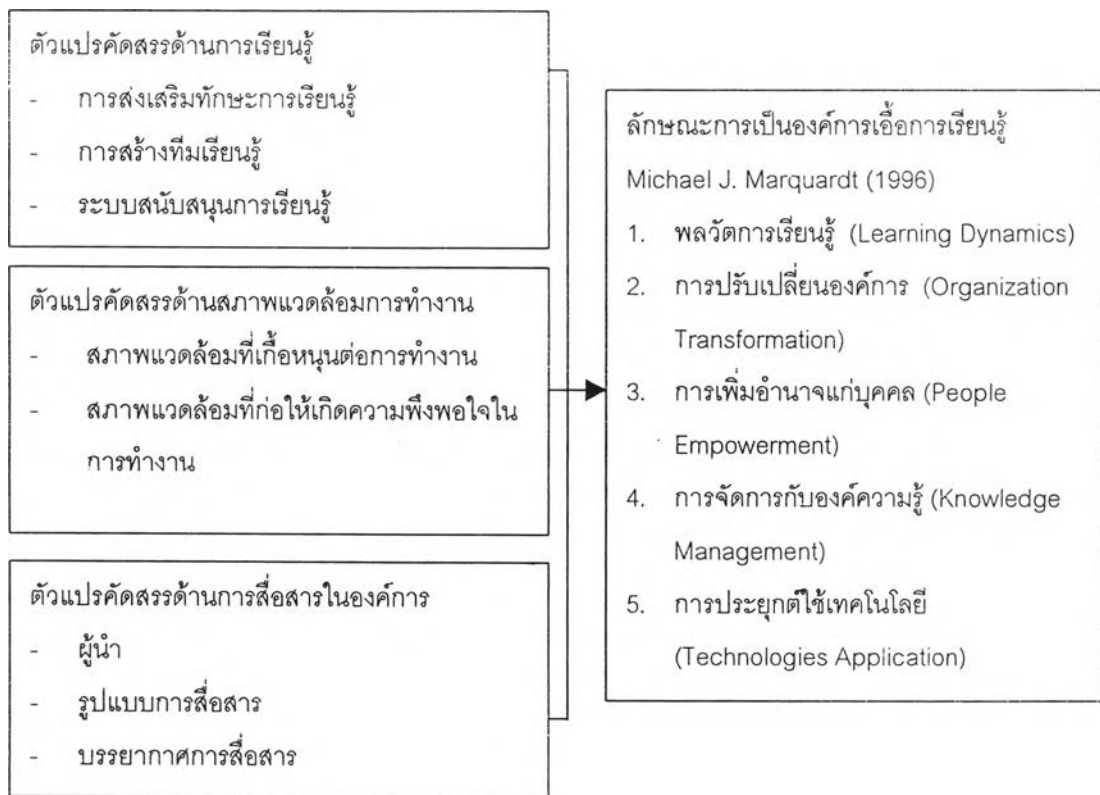 ตัวแปรคัดสรรด้านการเรียนรู้
- การส่งเสริมทักษะการเรียนรู้
- การสร้างทีมเรียนรู้
- ระบบสนับสนุนการเรียนรู้
ตัวแปรคัดสรรด้านสภาพแวดล้อมการทำงาน
- สภาพแวดล้อมที่เกื้อหนุนต่อการทำงาน
- สภาพแวดล้อมที่ก่อให้เกิดความพึงพอใจใน
การทำงาน
ตัวแปรคัดสรรด้านการสื่อสารในองค์การ
- ผู้นำ
- รูปแบบการสื่อสาร
- บรรยากาศการสื่อสาร
ลักษณะการเป็นองค์การเอื้อการเรียนรู้
Michael J. Marquardt (1996)
1. พลวัตการเรียนรู้ (Learning Dynamics)
2. การปรับเปลี่ยนองค์การ (Organization
Transformation)
3. การเพิ่มอำนาจแก่บุคคล (People
Empowerment)
4. การจัดการกับองค์ความรู้ (Knowledge
Management)
5. การประยุกต์ใช้เทคโนโลยี
(Technologies Application)